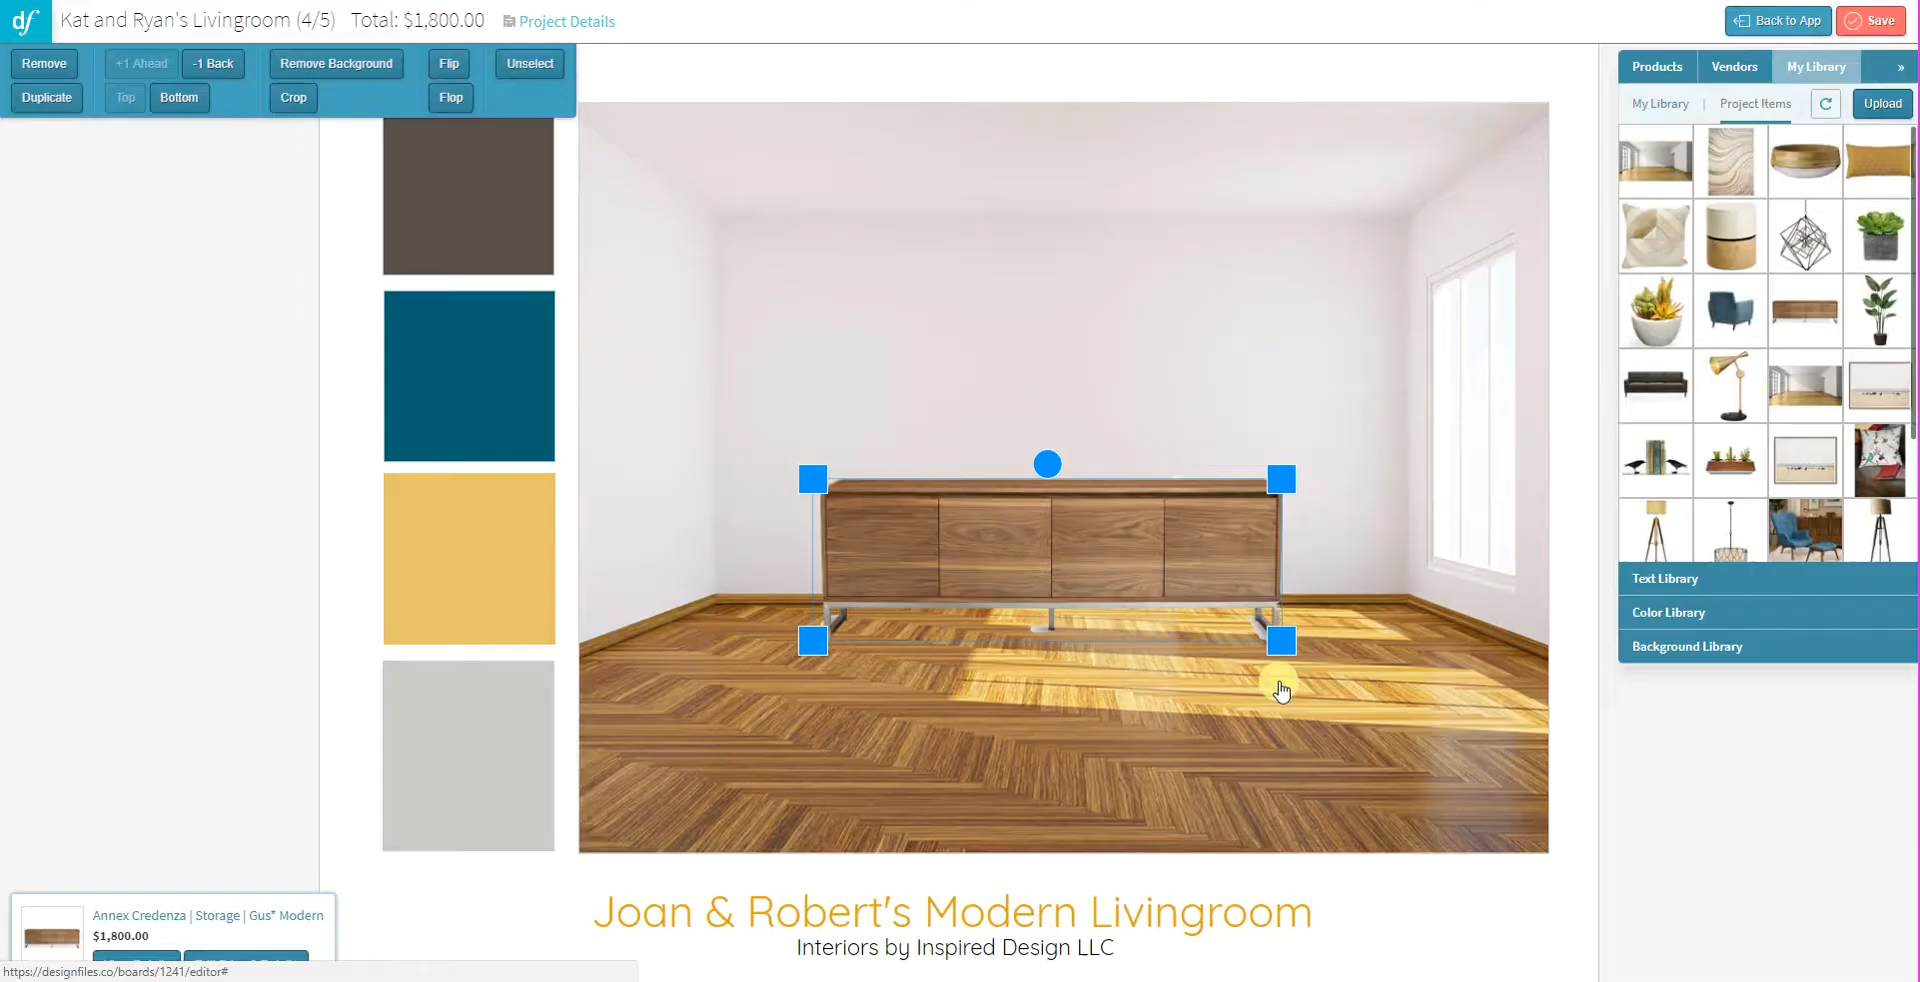 df Kat and Ryan's Livingroom (4/5) Total: $1,800.00 Project Details Back to App Save
Remove +1 Ahead -1 Back Remove Background Flip Unselect
Duplicate Top Bottom Crop Flop
Products Vendors My Library »
My Library | Project Items Upload
Text Library
Color Library
Background Library
Joan & Robert's Modern Livingroom
Interiors by Inspired Design LLC
Annex Credenza | Storage | Gus* Modern
$1,800.00
https://designfiles.co/boards/1241/editor#